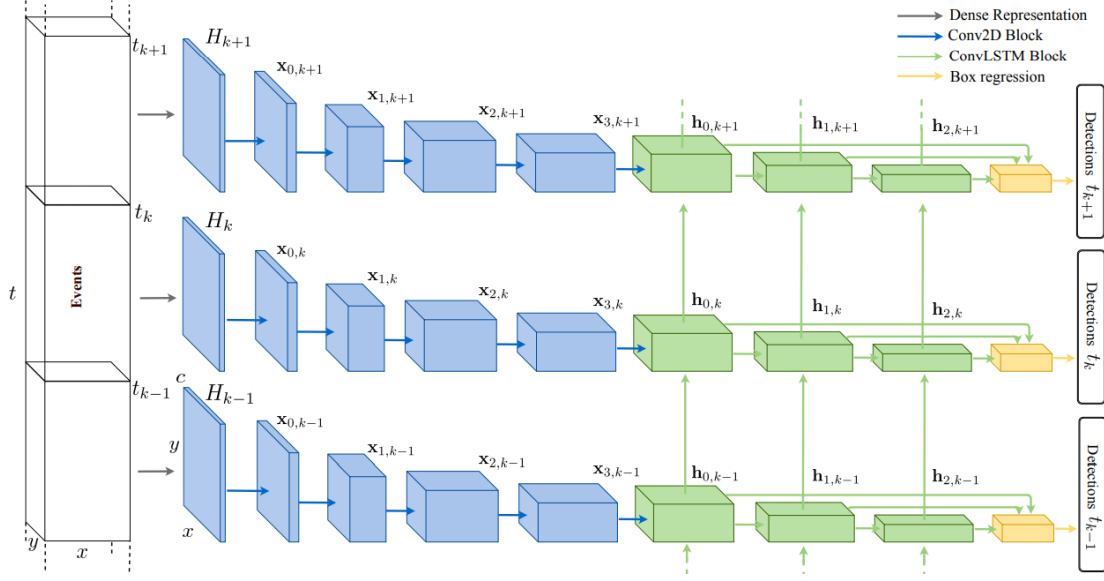 Dense Representation
Conv2D Block
ConvLSTM Block
Box regression
t_{k+1}
H_{k+1}
x_{0,k+1}
x_{1,k+1}
x_{2,k+1}
x_{3,k+1}
h_{0,k+1}
h_{1,k+1}
h_{2,k+1}
Detections t_{k+1}
t_k
H_k
x_{0,k}
x_{1,k}
x_{2,k}
x_{3,k}
h_{0,k}
h_{1,k}
h_{2,k}
Detections t_k
t
Events
t_{k-1}
c
H_{k-1}
x_{0,k-1}
x_{1,k-1}
x_{2,k-1}
x_{3,k-1}
h_{0,k-1}
h_{1,k-1}
h_{2,k-1}
Detections t_{k-1}
y
x
y
x